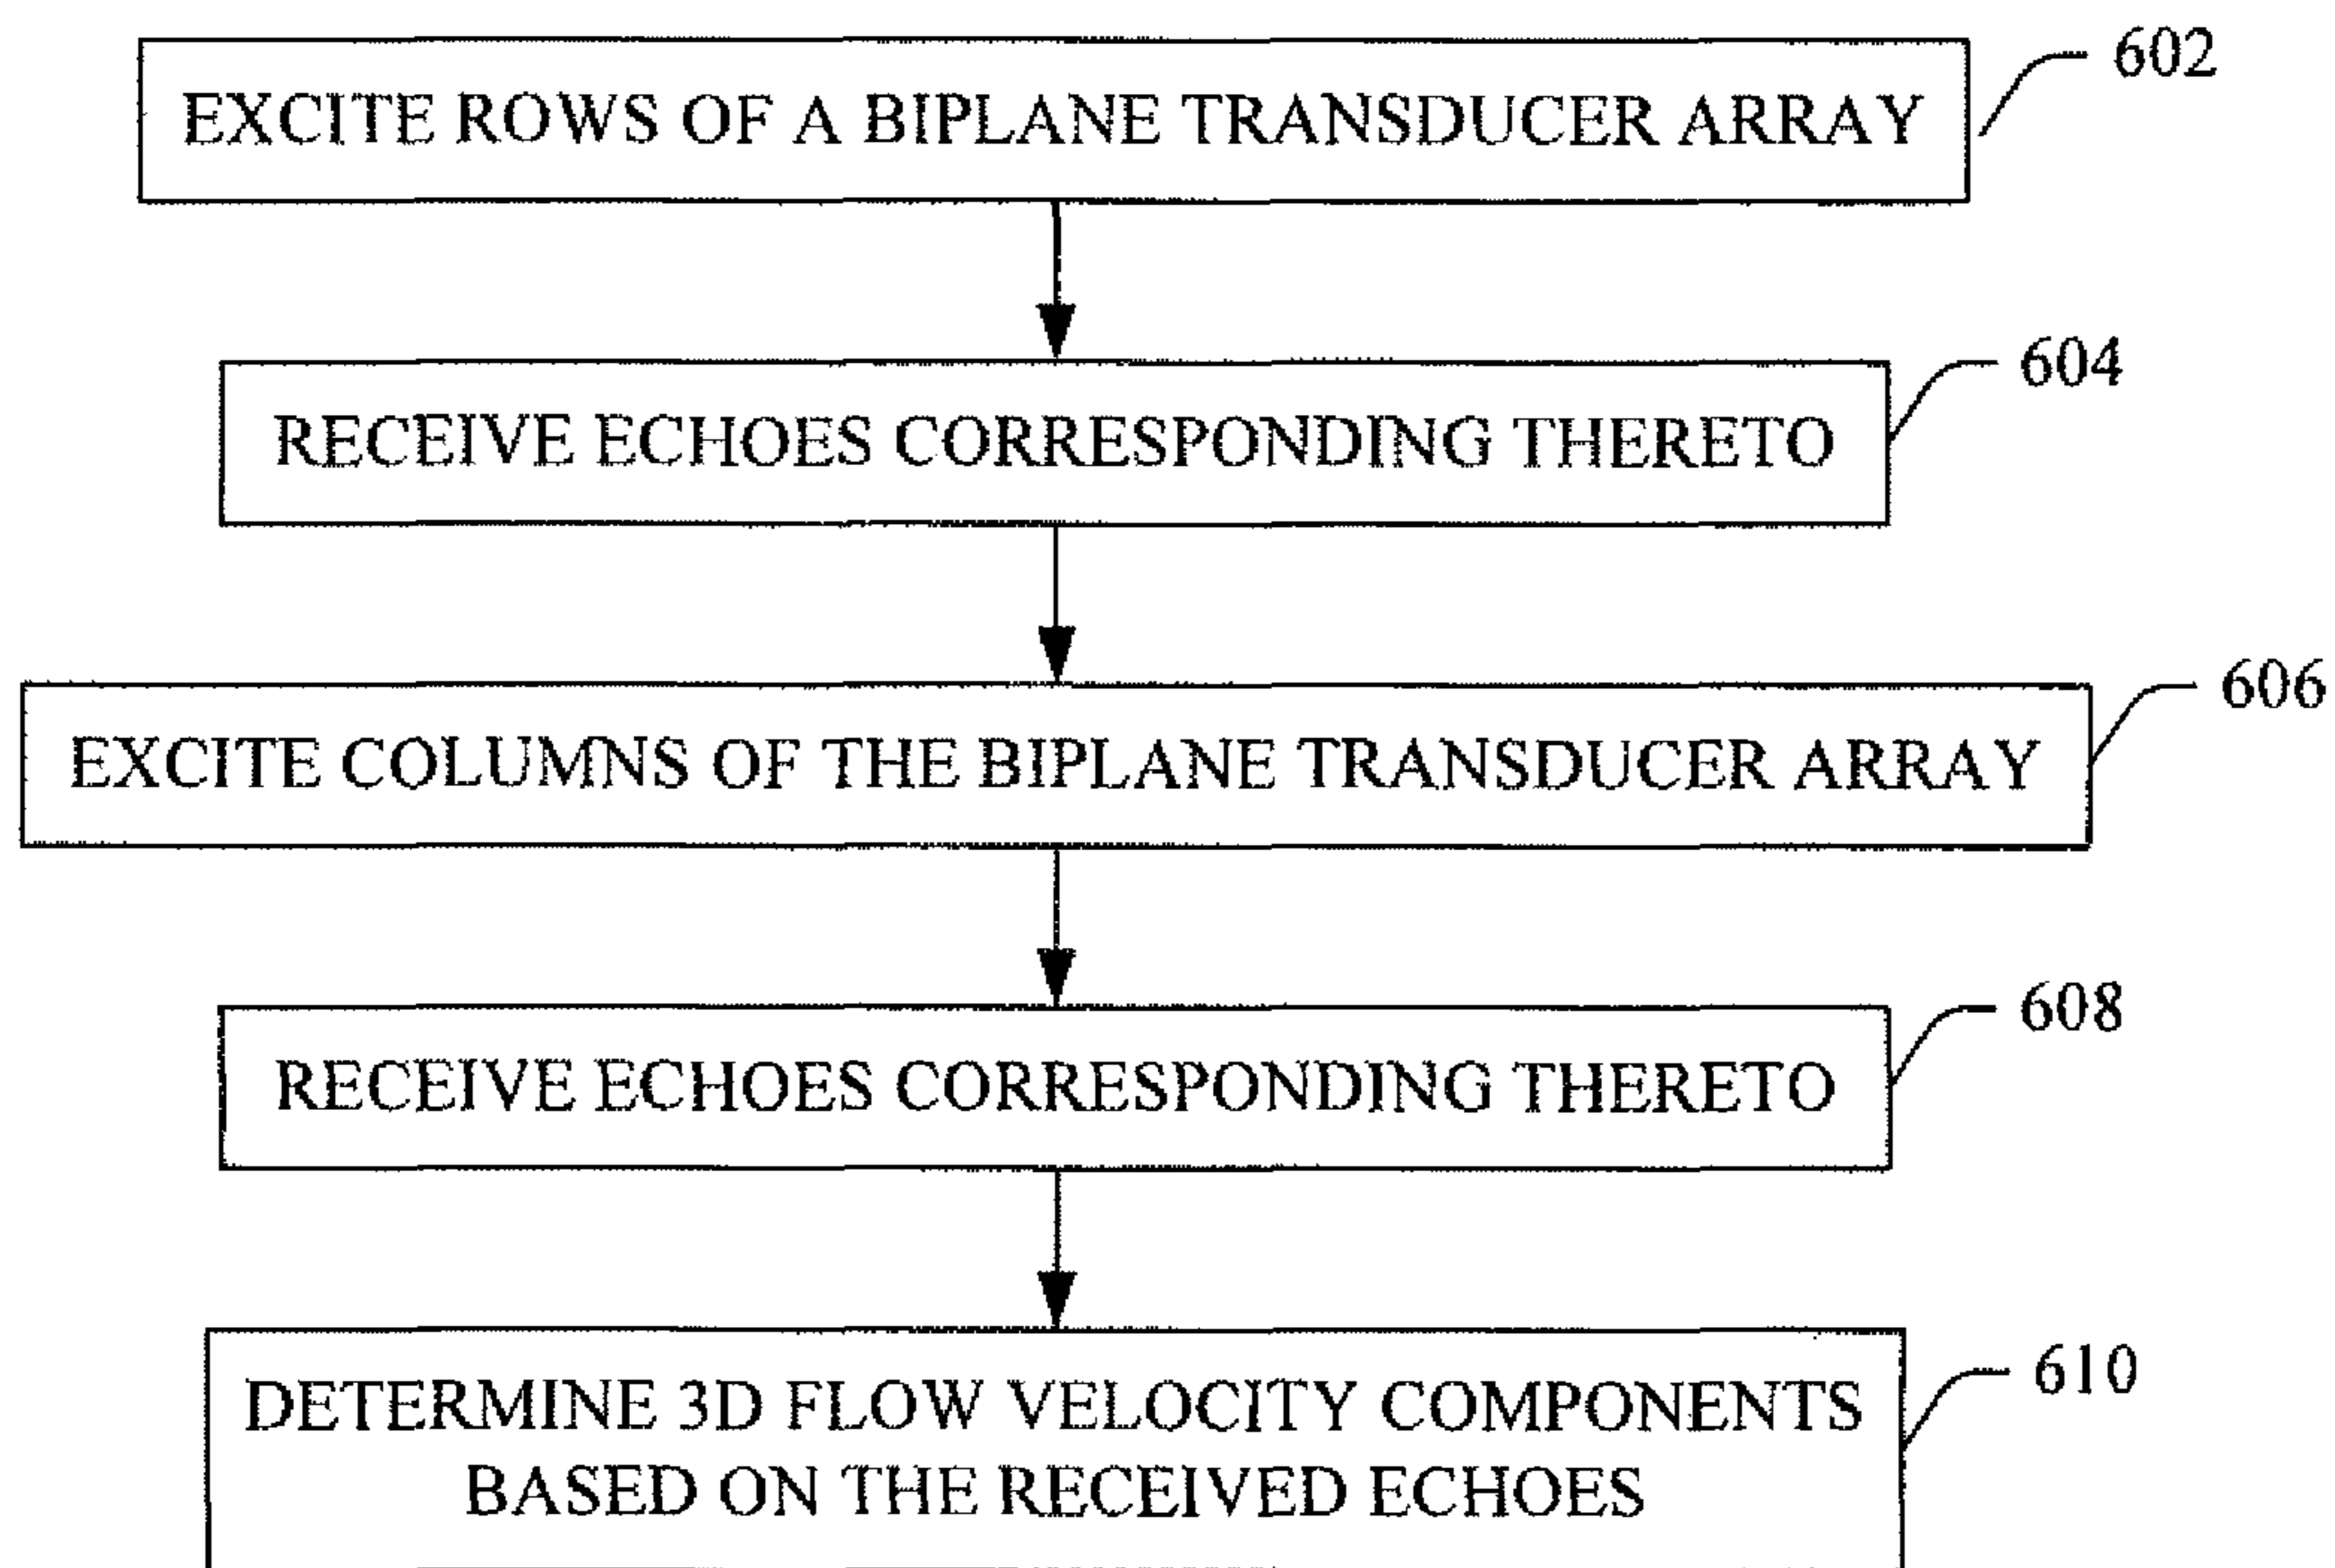 EXCITE ROWS OF A BIPLANE TRANSDUCER ARRAY
602
RECEIVE ECHOES CORRESPONDING THERETO
604
EXCITE COLUMNS OF THE BIPLANE TRANSDUCER ARRAY
606
RECEIVE ECHOES CORRESPONDING THERETO
608
DETERMINE 3D FLOW VELOCITY COMPONENTS
BASED ON THE RECEIVED ECHOES
610